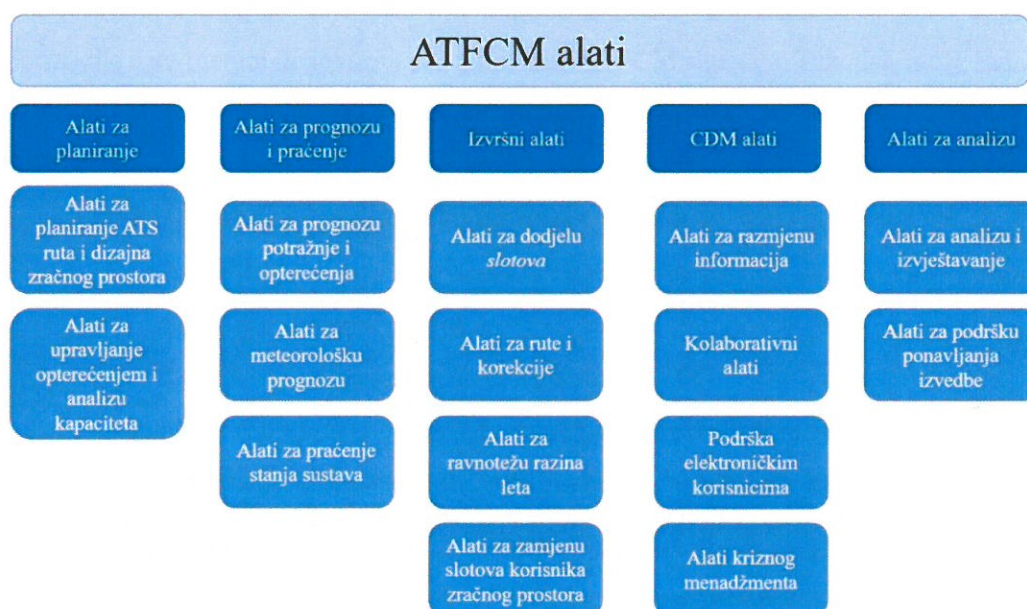 ATFCM alati
Alati za
planiranje
Alati za
planiranje ATS
ruta i dizajna
zračnog prostora
Alati za
upravljanje
opterećenjem i
analizu
kapaciteta
Alati za prognozu
i praćenje
Alati za prognozu
potražnje i
opterećenja
Alati za
meteorološku
prognozu
Alati za praćenje
stanja sustava
Izvršni alati
Alati za dodjelu
slotova
Alati za rute i
korekcije
Alati za
ravnotežu razina
leta
Alati za zamjenu
slotova korisnika
zračnog prostora
CDM alati
Alati za razmjenu
informacija
Kolaborativni
alati
Podrška
elektroničkim
korisnicima
Alati kriznog
menadžmenta
Alati za analizu
Alati za analizu i
izvještavanje
Alati za podršku
ponavljanja
izvedbe